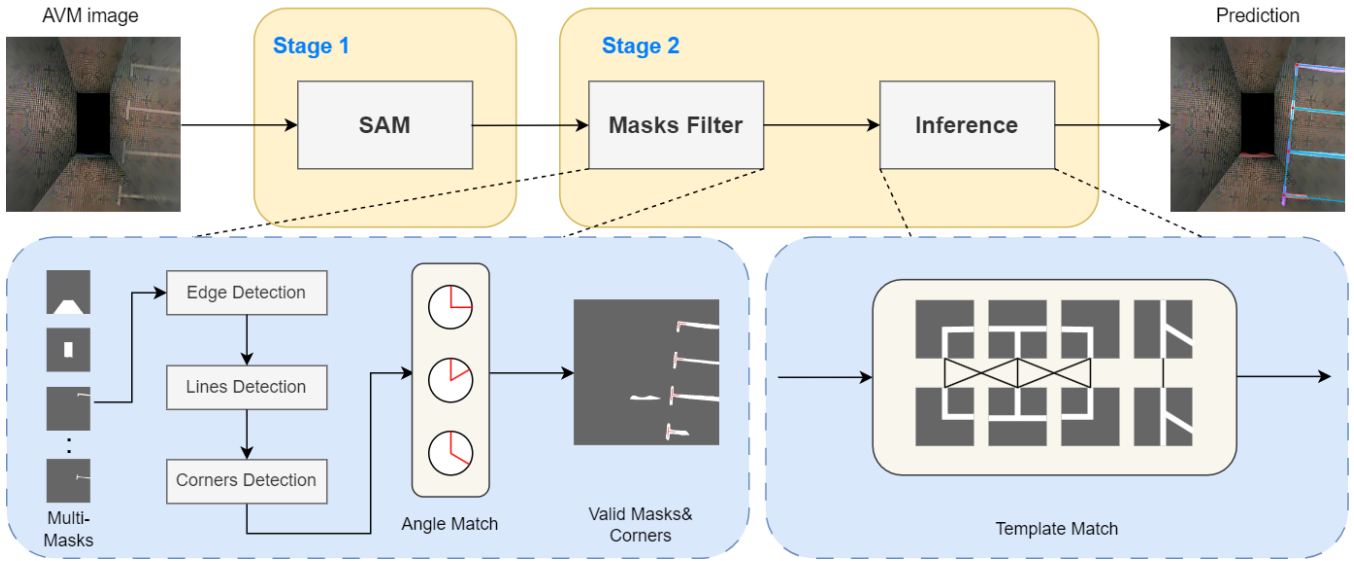 AVM image
Prediction
Stage 1
Stage 2
SAM
Masks Filter
Inference
Edge Detection
Lines Detection
Corners Detection
Multi-
Masks
Angle Match
Valid Masks&
Corners
Template Match